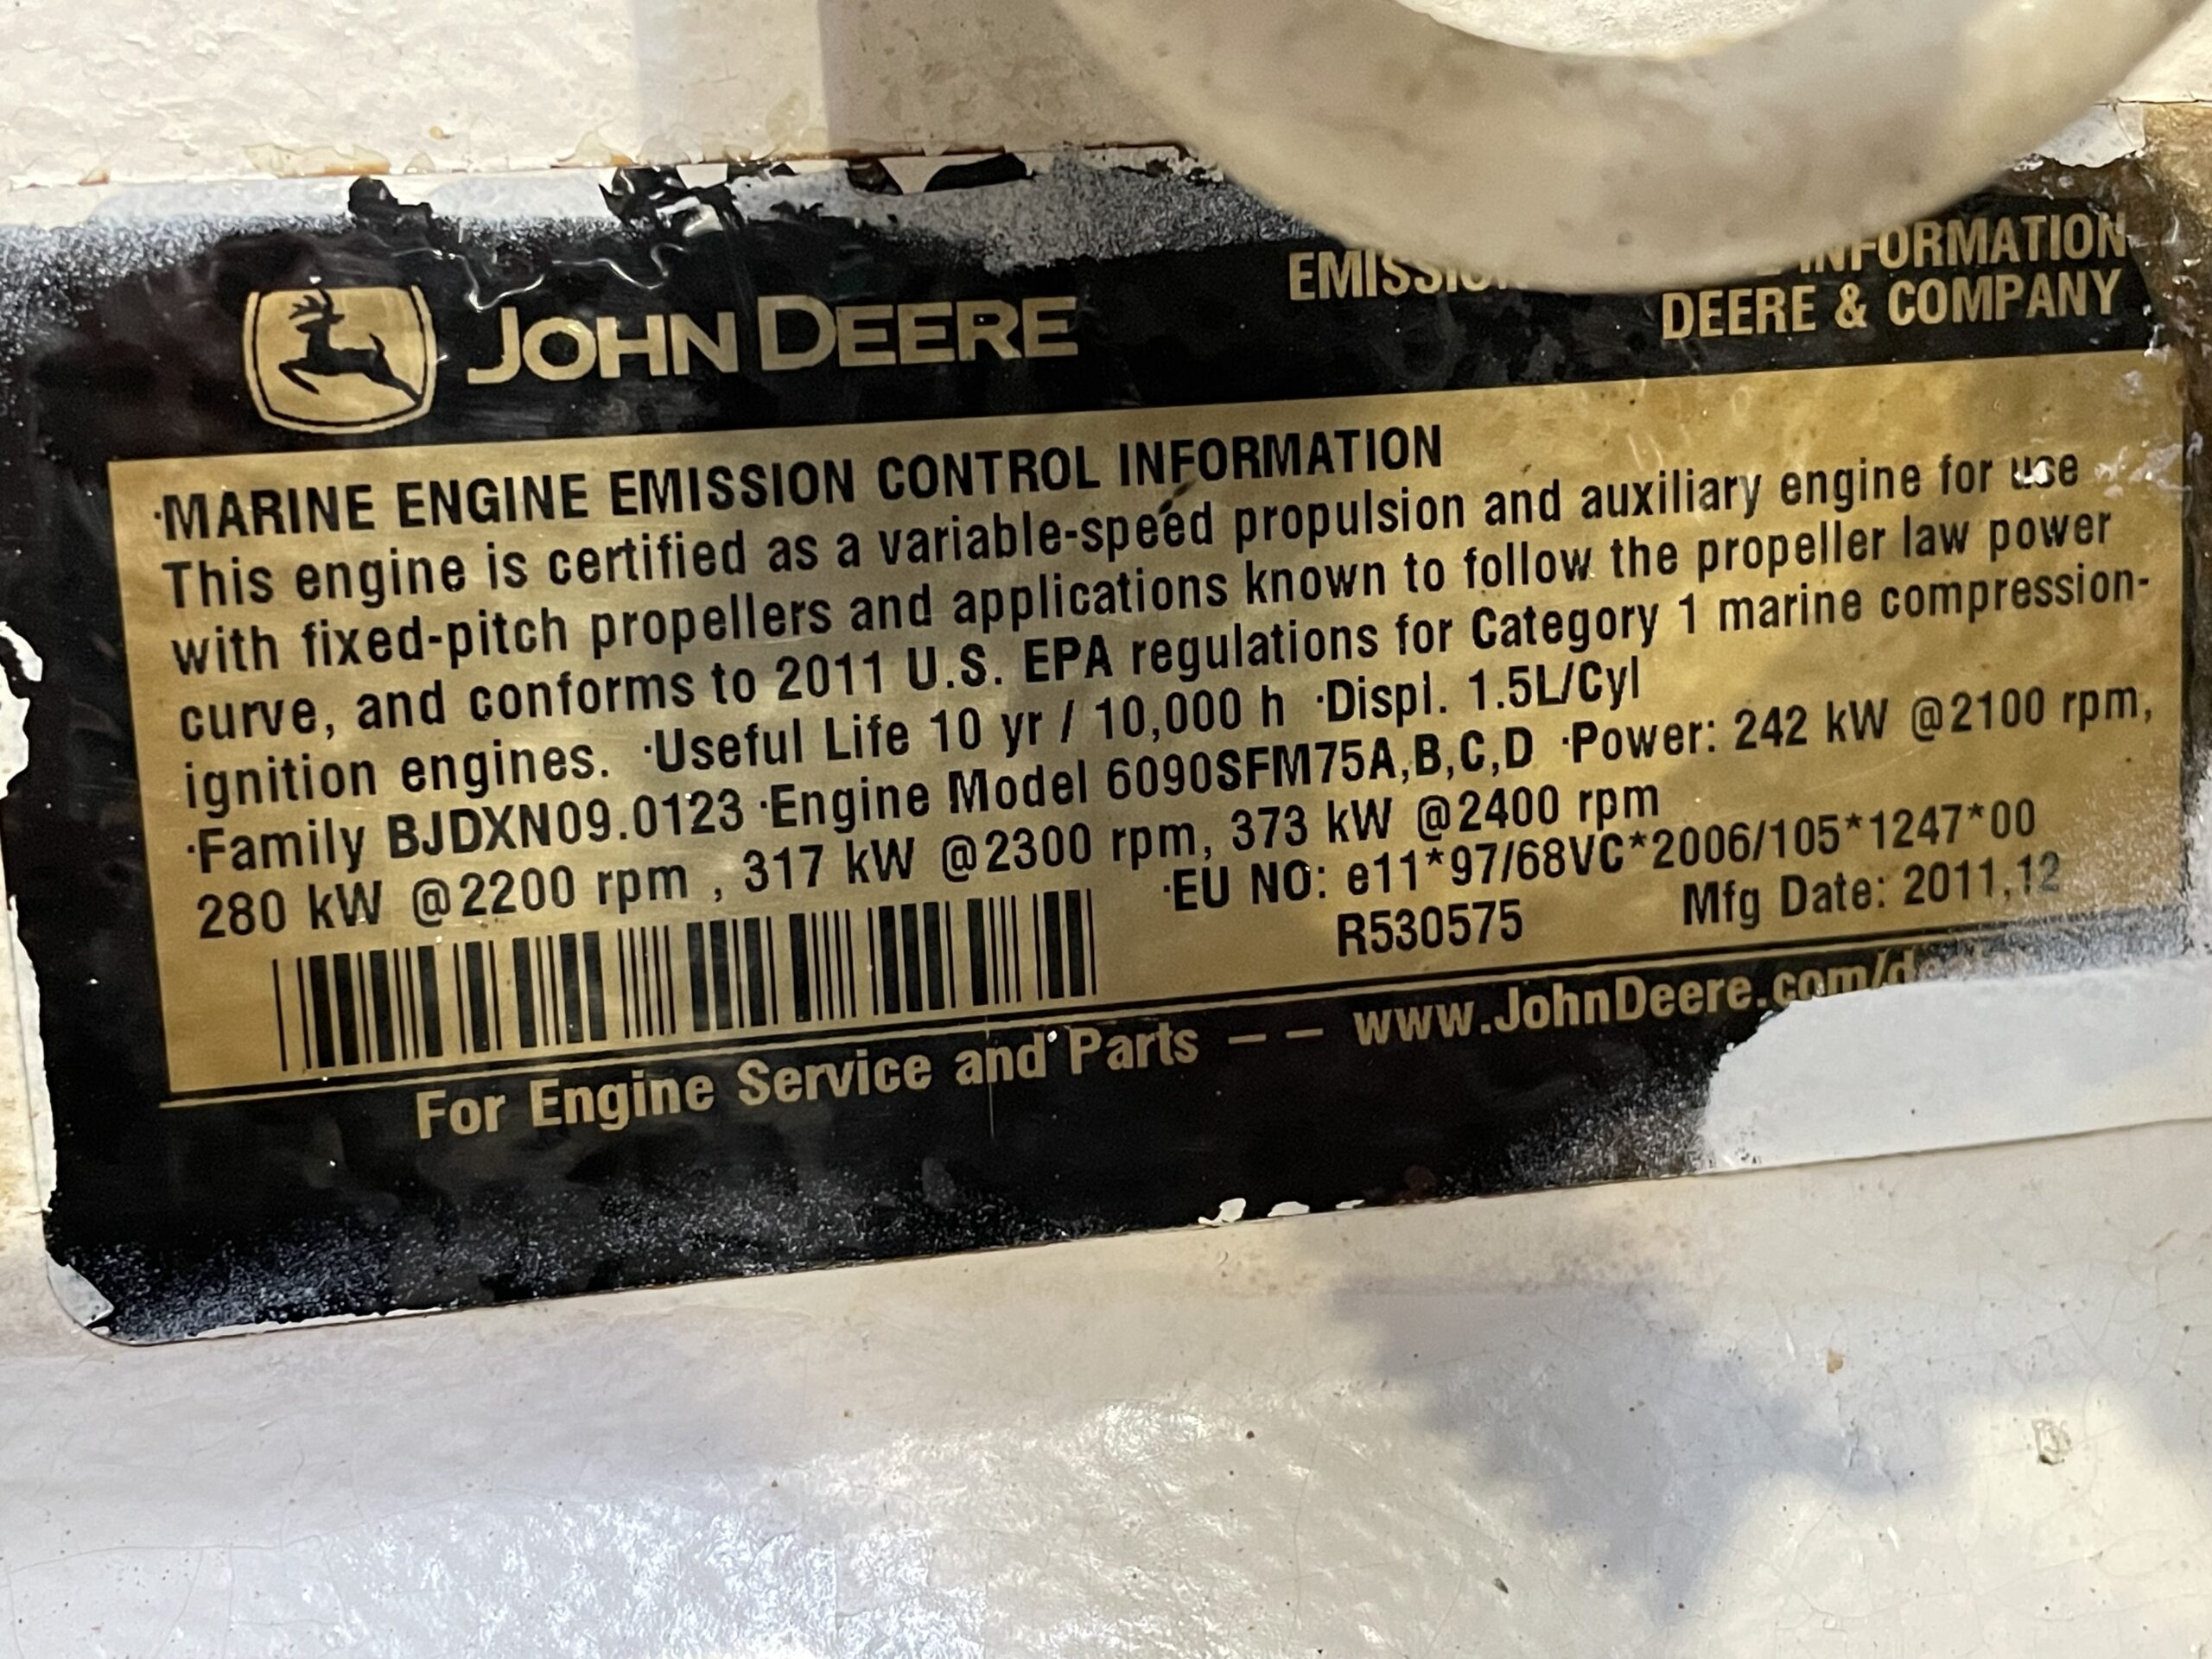 JOHN DEERE
INFORMATION
DEERE & COMPANY
·MARINE ENGINE EMISSION CONTROL INFORMATION
This engine is certified as a variable-speed propulsion and auxiliary engine for use
with fixed-pitch propellers and applications known to follow the propeller law power
curve, and conforms to 2011 U.S. EPA regulations for Category 1 marine compression-
ignition engines. ·Useful Life 10 yr / 10,000 h ·Displ. 1.5L/Cyl
·Family BJDXN09.0123 ·Engine Model 6090SFM75A,B,C,D ·Power: 242 kW @2100 rpm,
280 kW @2200 rpm , 317 kW @2300 rpm, 373 kW @2400 rpm
·EU NO: e11*97/68VC*2006/105*1247*00
R530575 Mfg Date: 2011,12
For Engine Service and Parts – – www.JohnDeere.com/